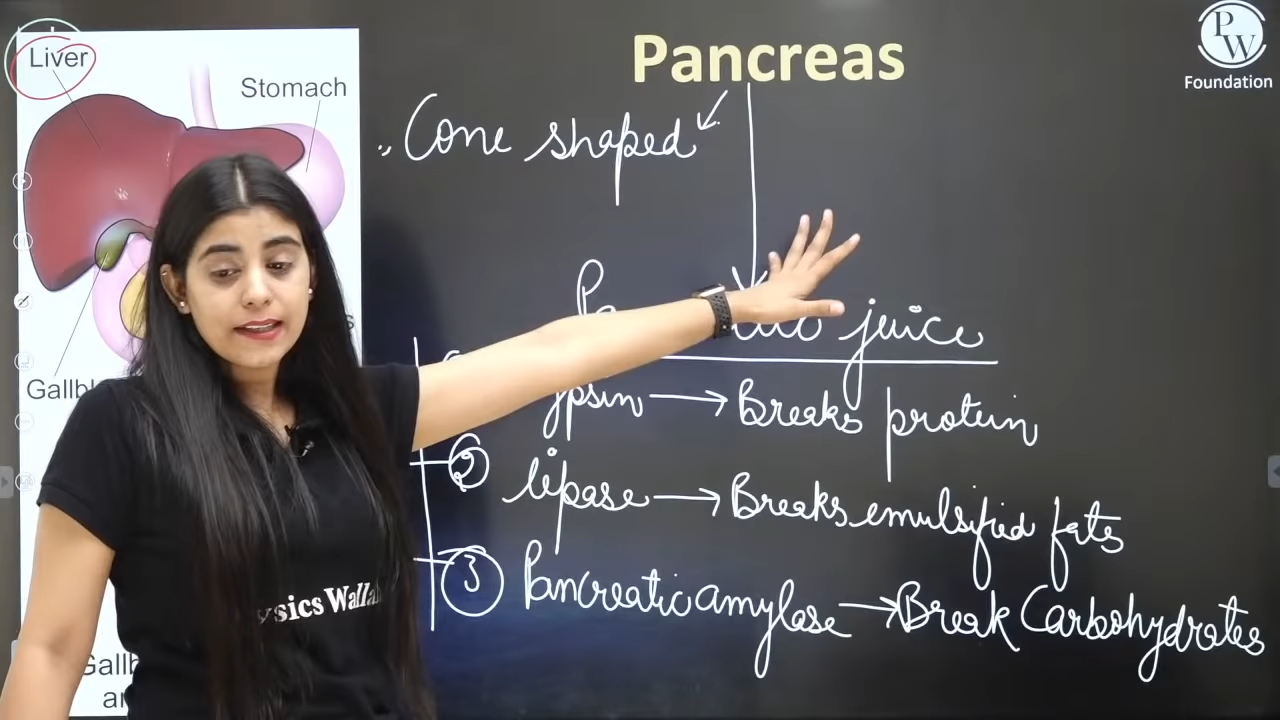 Pancreas
PW
Foundation
Liver
Stomach
Cone shaped
juice
ypsin → Breaks protein
② lipase → Breaks emulsified fats
③ Pancreatic amylase → Break Carbohydrates
Gallb
Gallb
an
ysics Walla